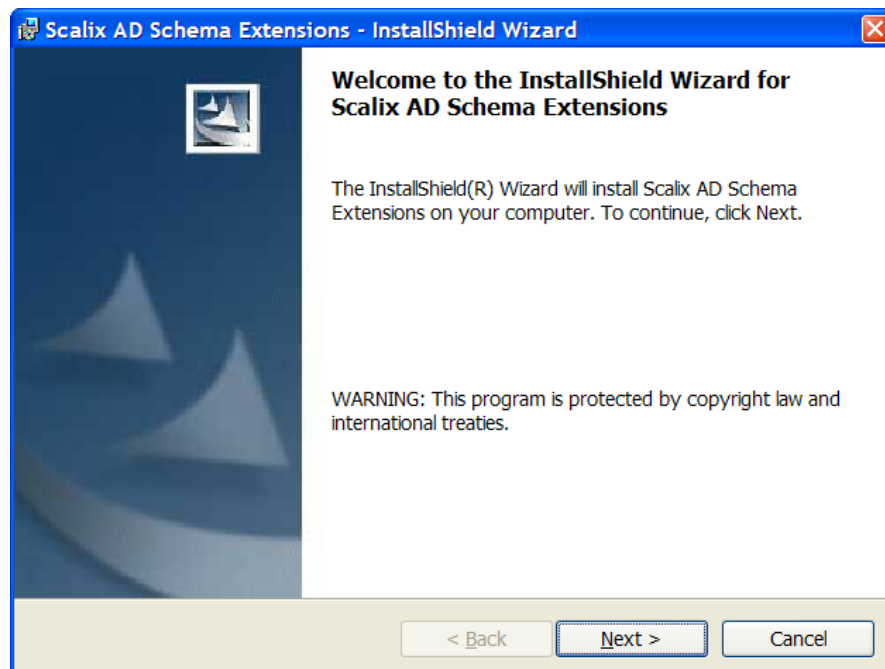 Scalix AD Schema Extensions - InstallShield Wizard
Welcome to the InstallShield Wizard for
Scalix AD Schema Extensions
The InstallShield(R) Wizard will install Scalix AD Schema
Extensions on your computer. To continue, click Next.
WARNING: This program is protected by copyright law and
international treaties.
< Back
Next >
Cancel